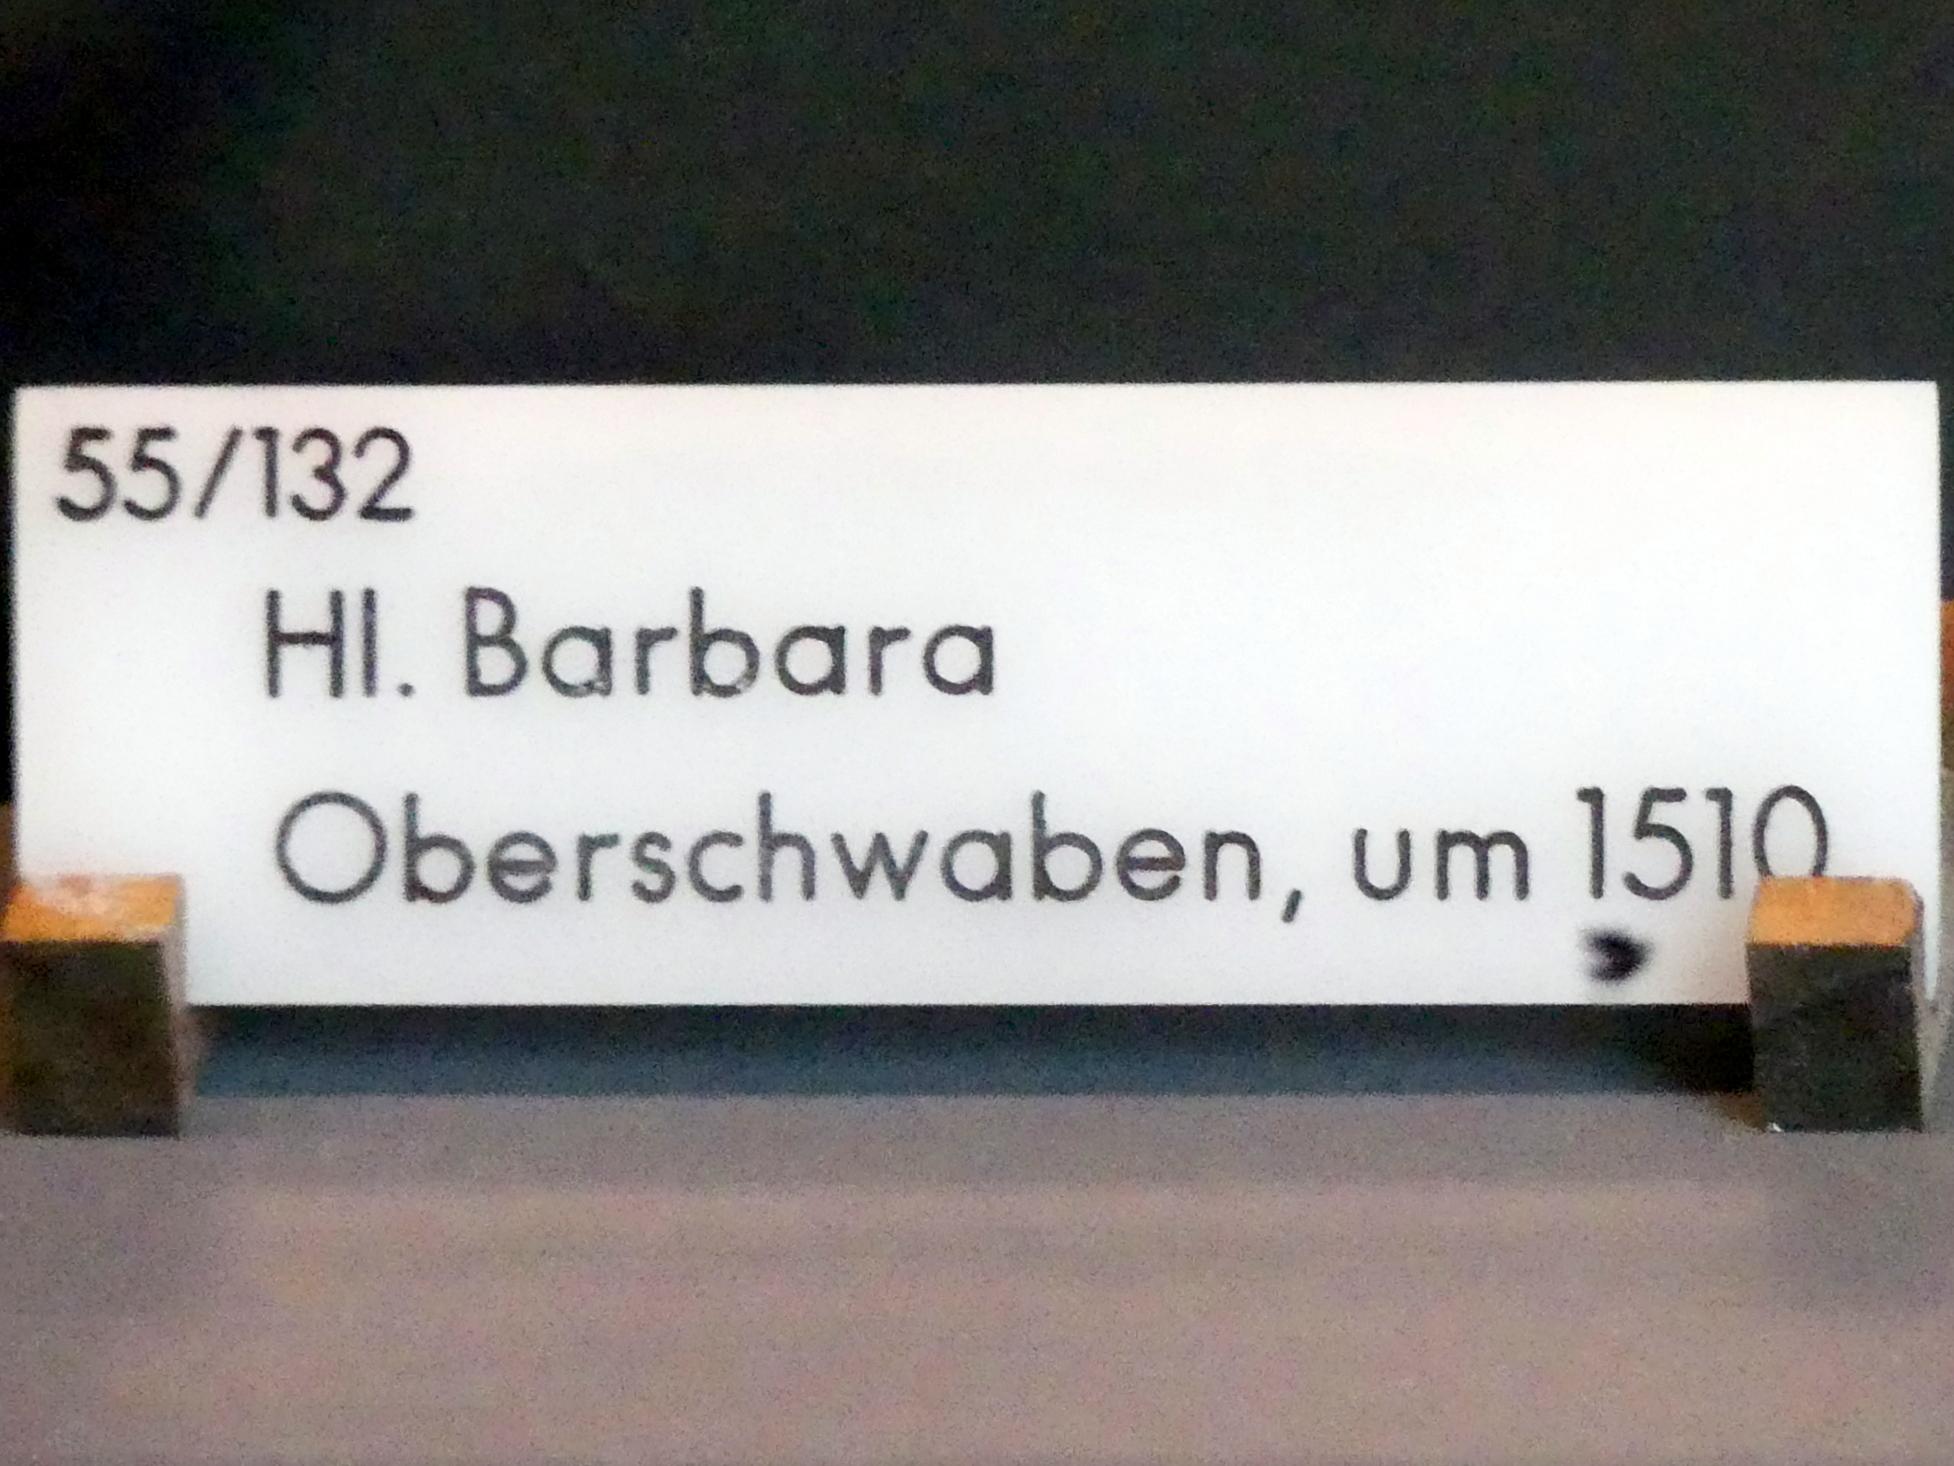 55/132
Hl. Barbara
Oberschwaben, um 1510